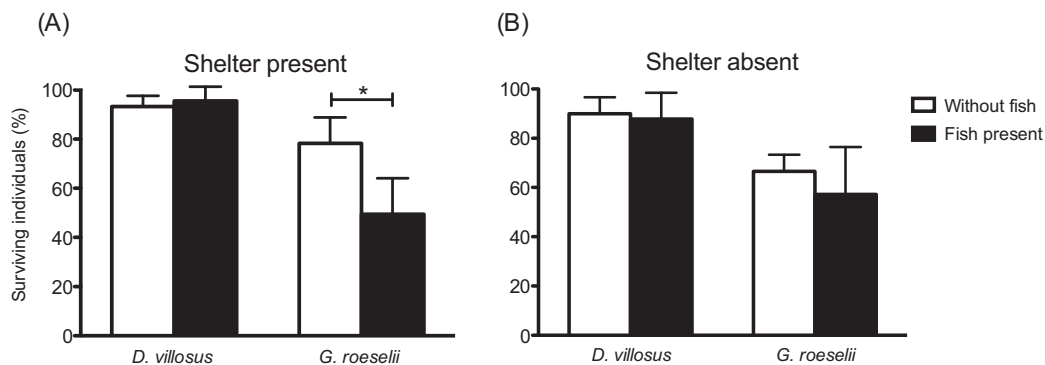 (A)
Shelter present
Surviving individuals (%)
100
80
60
40
20
0
*
D. villosus
G. roeselii
(B)
Shelter absent
100
80
60
40
20
0
D. villosus
G. roeselii
Without fish
Fish present